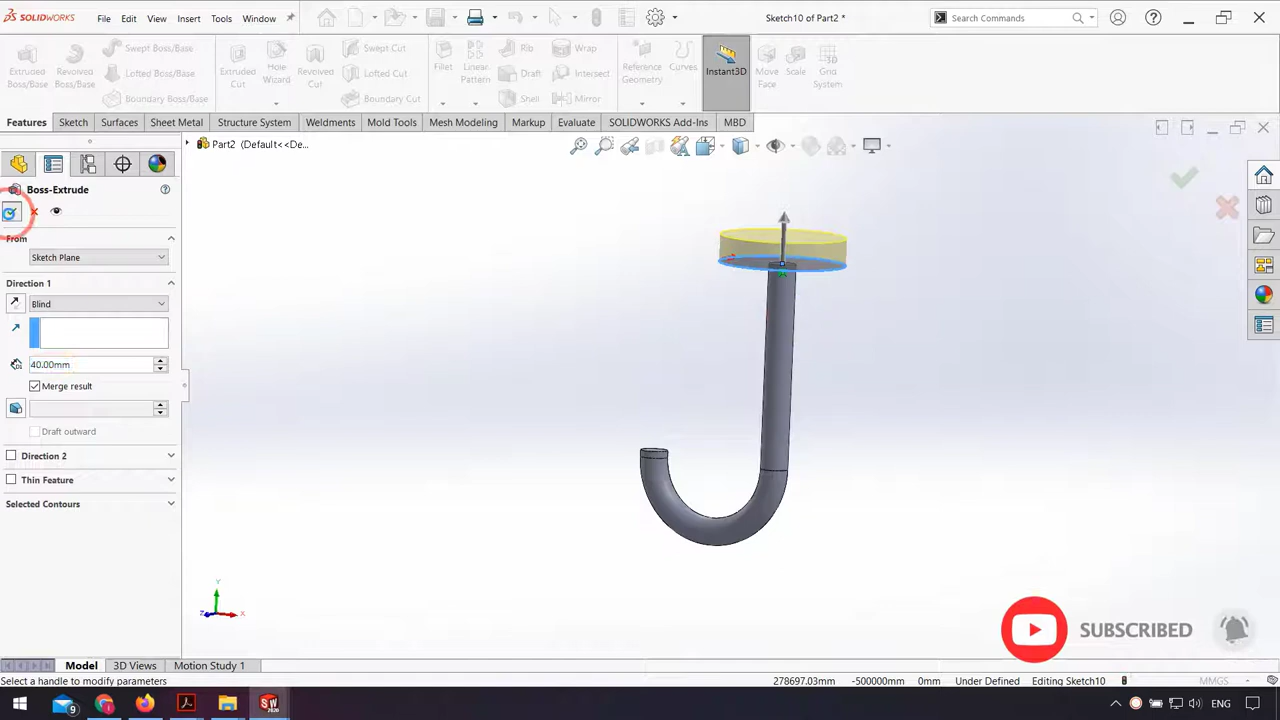 SOLIDWORKS File Edit View Insert Tools Window Sketch10 of Part2 * Search Commands
Extruded Boss/Base Revolved Boss/Base Swept Boss/Base Lofted Boss/Base Boundary Boss/Base Extruded Cut Hole Wizard Revolved Cut Swept Cut Lofted Cut Boundary Cut Fillet Linear Pattern Rib Draft Shell Wrap Intersect Mirror Reference Geometry Curves Instant3D Move Face Scale Grid System
Features Sketch Surfaces Sheet Metal Structure System Weldments Mold Tools Mesh Modeling Markup Evaluate SOLIDWORKS Add-Ins MBD
Part2 (Default<<De...
Boss-Extrude
From
Sketch Plane
Direction 1
Blind
40.00mm
Merge result
Draft outward
Direction 2
Thin Feature
Selected Contours
Y
Z X
SUBSCRIBED
Model 3D Views Motion Study 1
Select a handle to modify parameters 278697.03mm -500000mm 0mm Under Defined Editing Sketch10 MMGS
ENG